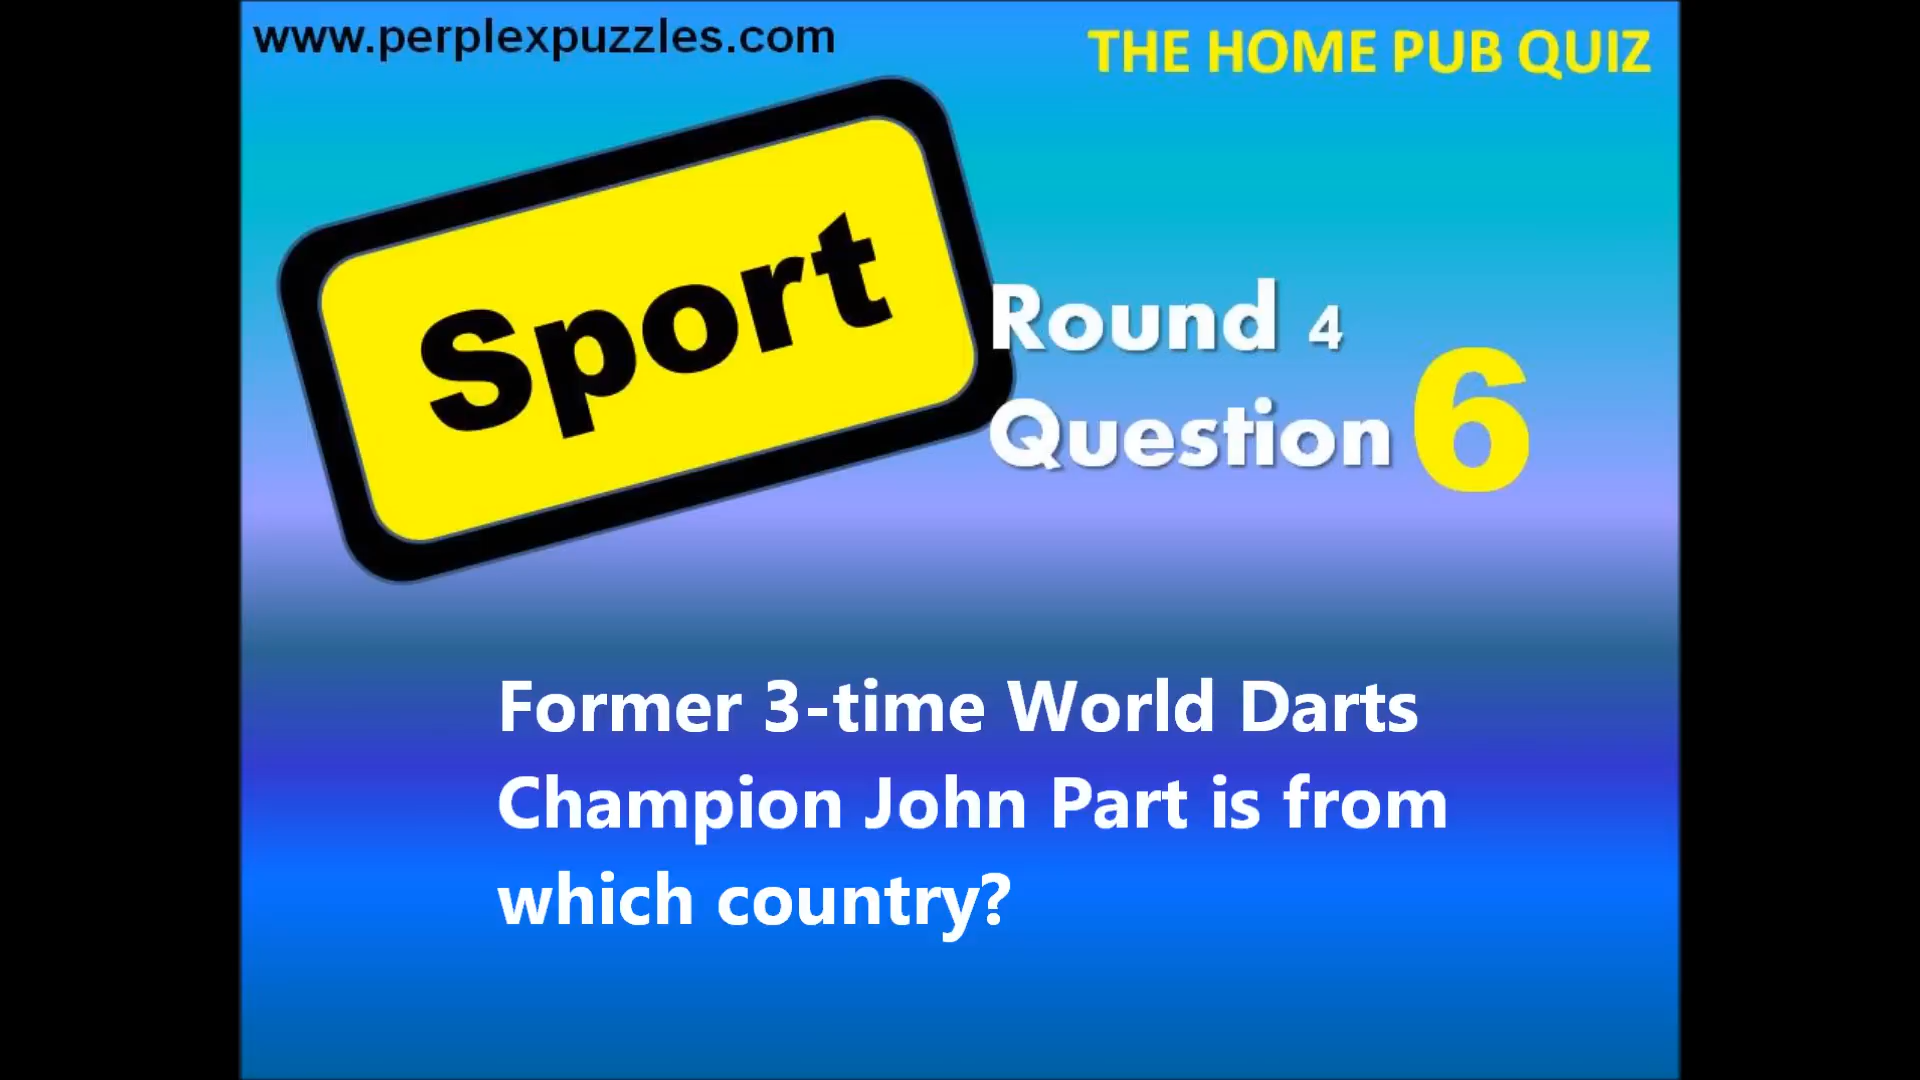 www.perplexpuzzles.com
THE HOME PUB QUIZ
Sport
Round 4
Question 6
Former 3-time World Darts
Champion John Part is from
which country?